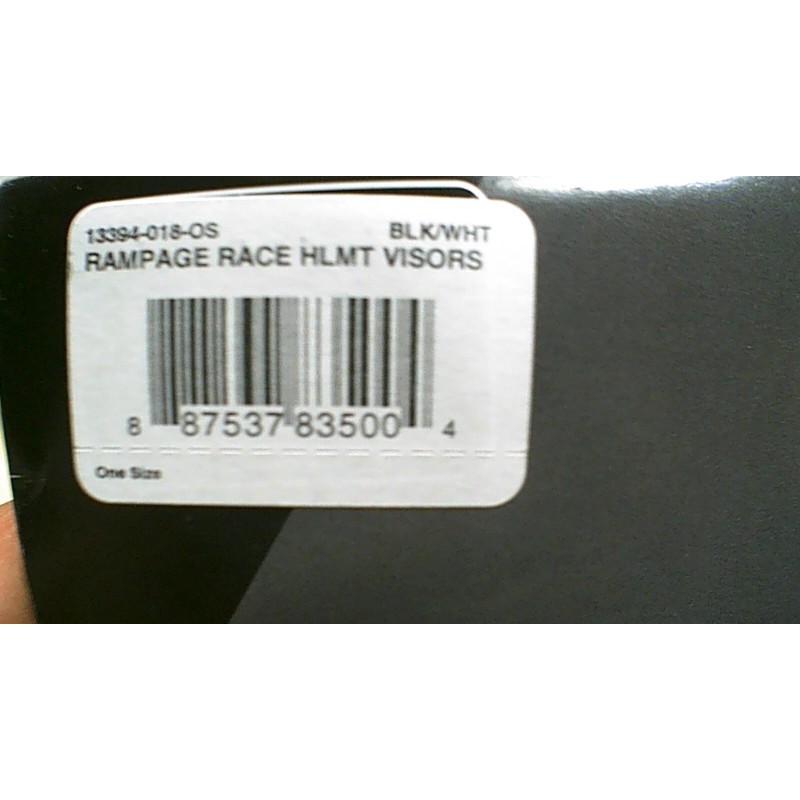 13394-018-OS BLK/WHT
RAMPAGE RACE HLMT VISORS
8 87537 83500 4
One Size